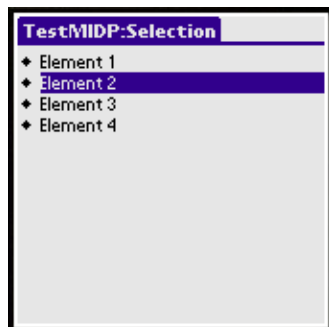 TestMIDP:Selection
Element 1
Element 2
Element 3
Element 4